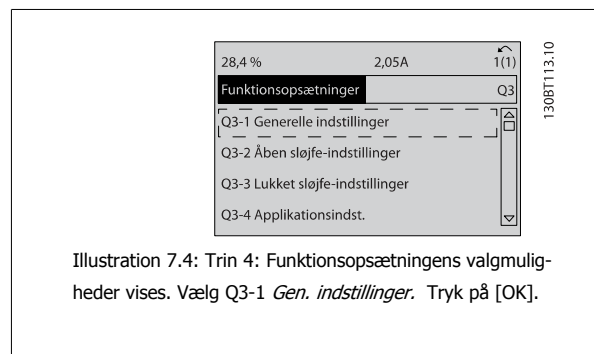 28,4 % 2,05A 1(1)
Funktionsopsætninger Q3
Q3-1 Generelle indstillinger
Q3-2 Åben sløjfe-indstillinger
Q3-3 Lukket sløjfe-indstillinger
Q3-4 Applikationsindst.
130BT113.10
Illustration 7.4: Trin 4: Funktionsopsætningens valgmulig-
heder vises. Vælg Q3-1 Gen. indstillinger. Tryk på [OK].